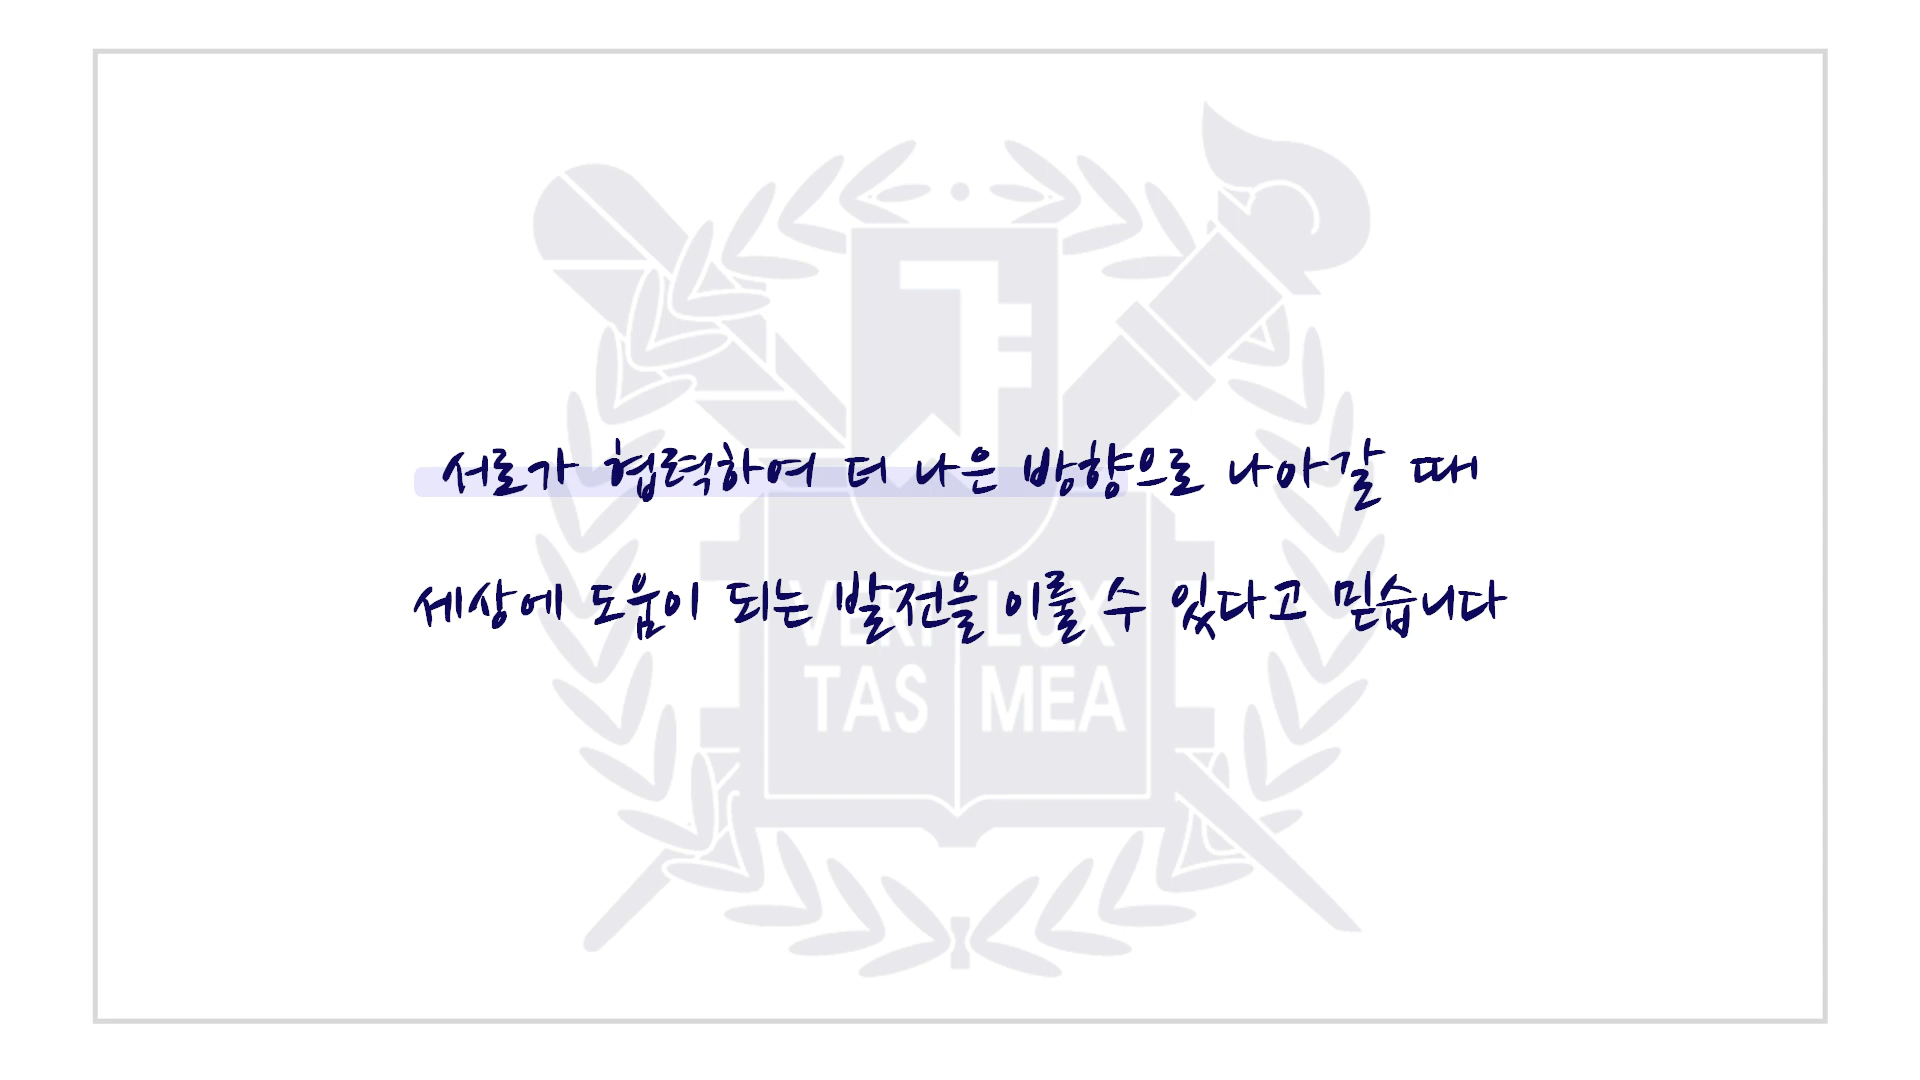 서로가 협력하여 더 나은 방향으로 나아갈 때
세상에 도움이 되는 발전을 이룰 수 있다고 믿습니다
VERI LUX
TAS MEA